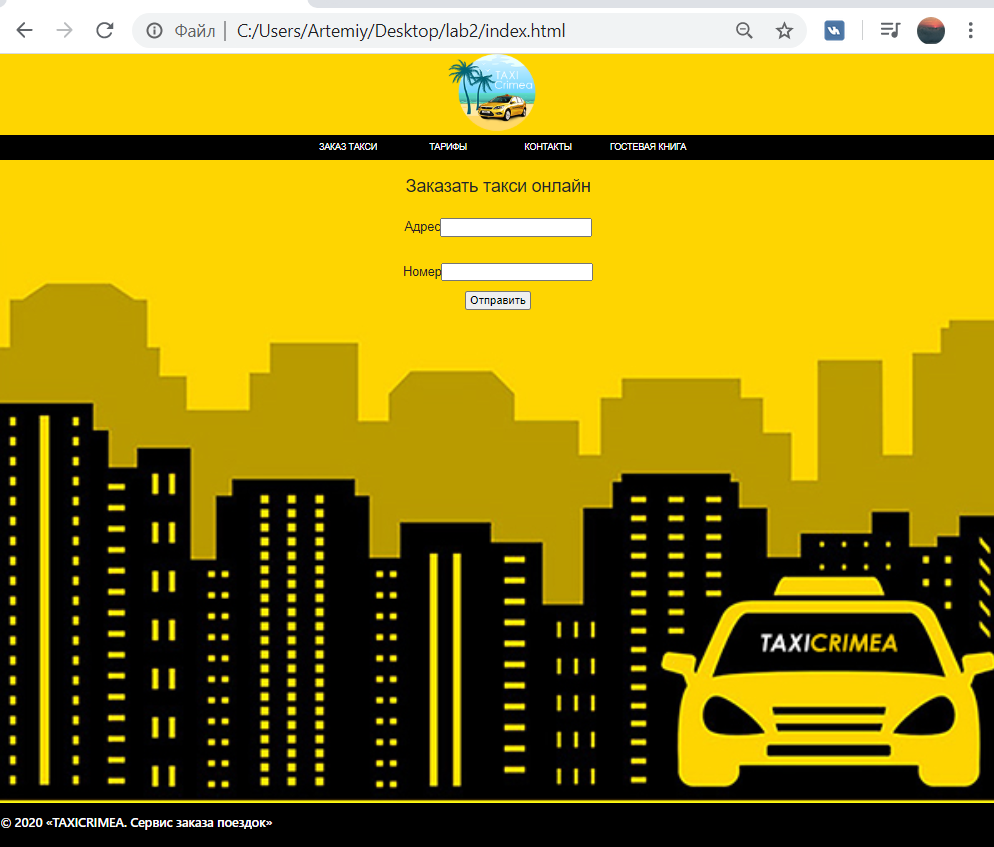 Файл | C:/Users/Artemiy/Desktop/lab2/index.html
TAXI
Crimea
ЗАКАЗ ТАКСИ ТАРИФЫ КОНТАКТЫ ГОСТЕВАЯ КНИГА
Заказать такси онлайн
Адрес
Номер
Отправить
TAXICRIMEA
© 2020 «TAXICRIMEA. Сервис заказа поездок»